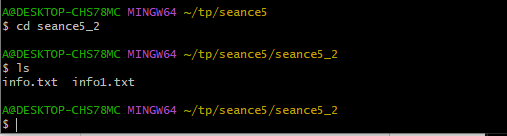 A@DESKTOP-CHS78MC MINGW64 ~/tp/seance5
$ cd seance5_2
A@DESKTOP-CHS78MC MINGW64 ~/tp/seance5/seance5_2
$ ls
info.txt  info1.txt
A@DESKTOP-CHS78MC MINGW64 ~/tp/seance5/seance5_2
$